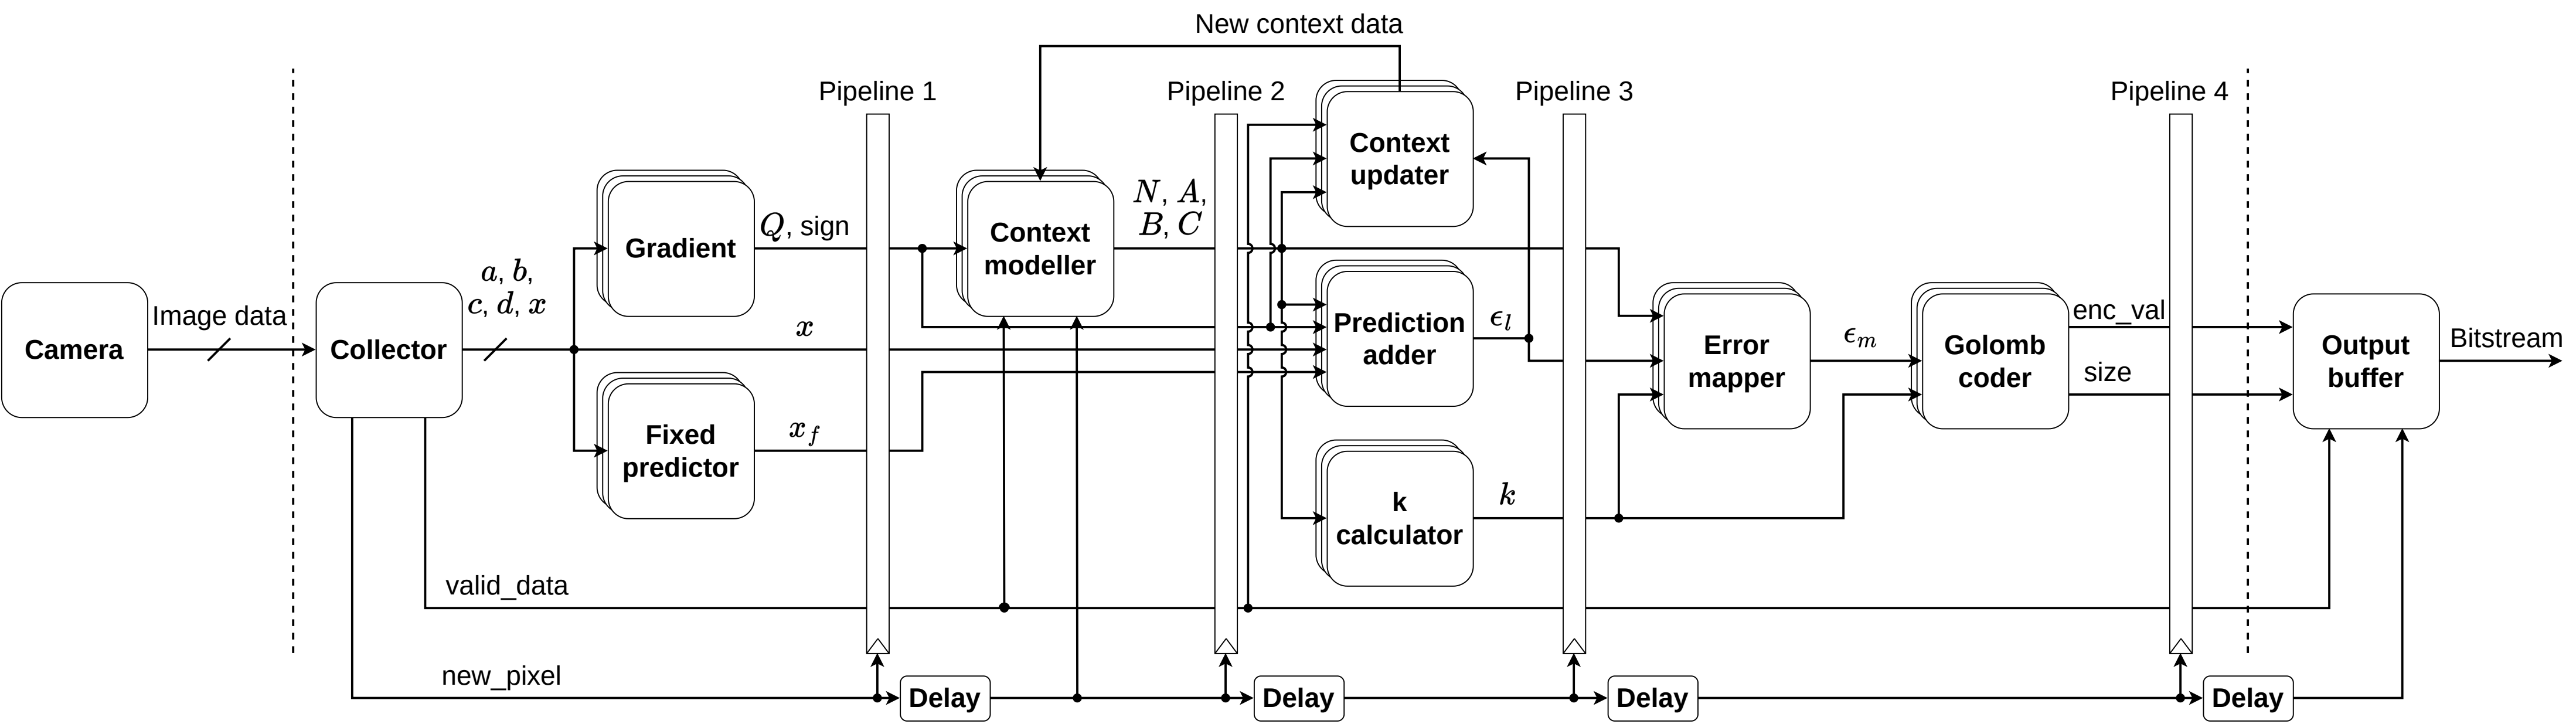 New context data
Pipeline 1
Pipeline 2
Pipeline 3
Pipeline 4
Context
updater
N, A,
B, C
Q, sign
Gradient
Context
modeller
a, b,
c, d, x
Image data
Camera
Collector
x
Prediction
adder
ϵ_l
Error
mapper
ϵ_m
Golomb
coder
enc_val
size
Output
buffer
Bitstream
Fixed
predictor
x_f
k
calculator
k
valid_data
new_pixel
Delay
Delay
Delay
Delay